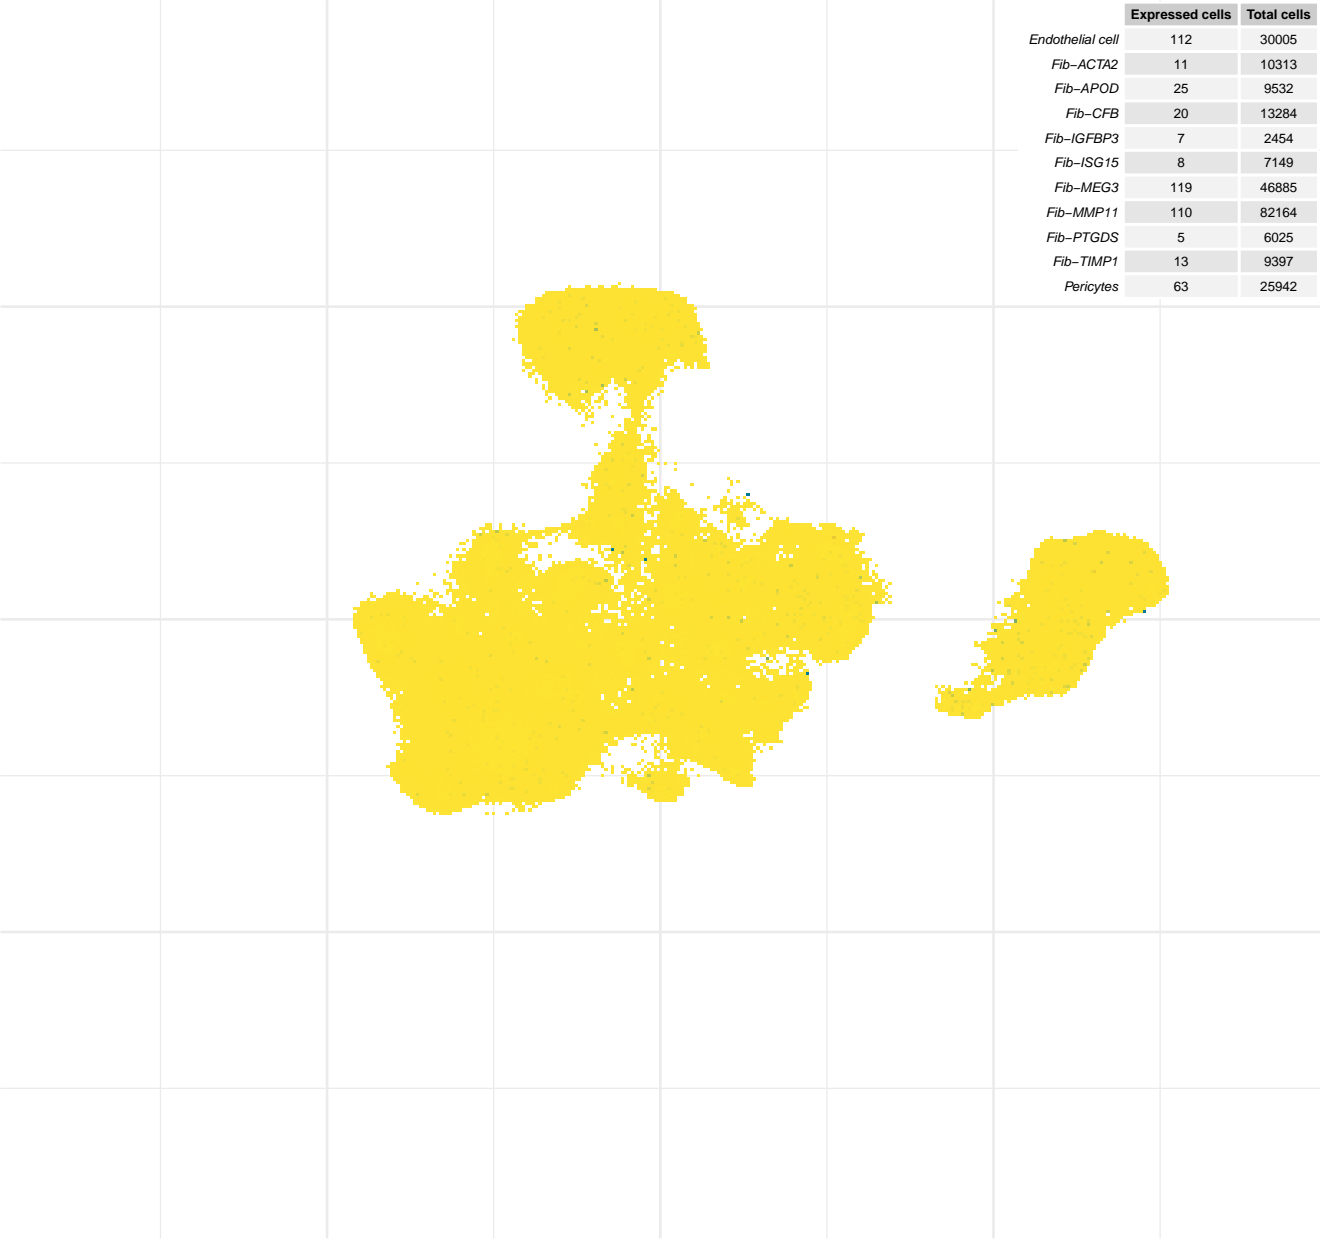 Expressed cells Total cells
Endothelial cell 112 30005
Fib−ACTA2 11 10313
Fib−APOD 25 9532
Fib−CFB 20 13284
Fib−IGFBP3 7 2454
Fib−ISG15 8 7149
Fib−MEG3 119 46885
Fib−MMP11 110 82164
Fib−PTGDS 5 6025
Fib−TIMP1 13 9397
Pericytes 63 25942